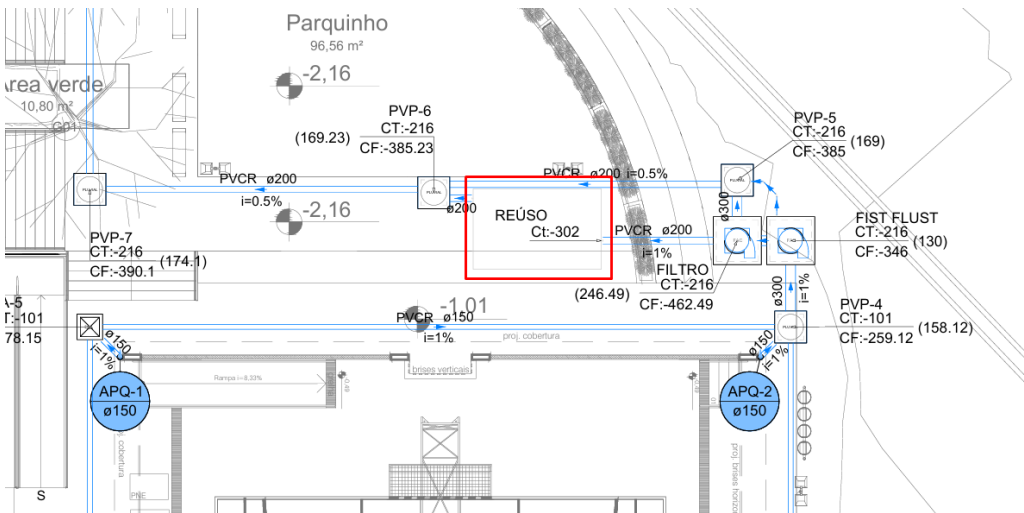 Parquinho
96,56 m²
-2,16
Área verde
10,80 m²
G01
PVP-6
CT:-216
CF:-385.23
(169.23)
PVP-5
CT:-216
CF:-385
(169)
PVCR ø200
i=0.5%
PVCR ø200 i=0.5%
ø200
-2,16
REÚSO
Ct:-302
PVCR ø200
i=1%
ø300
FIST FLUST
CT:-216
CF:-346
(130)
PVP-7
CT:-216
CF:-390.1
(174.1)
FILTRO
CT:-216
CF:-462.49
(246.49)
ø300
i=1%
-1,01
A-5
T:-101
78.15
PVCR ø150
i=1%
proj. cobertura
PVP-4
CT:-101
CF:-259.12
(158.12)
ø150
i=1%
ø150
i=1%
brises verticais
Rampa i=8,33%
APQ-1
ø150
APQ-2
ø150
proj. cobertura
proj. brises horizon
PNE
S